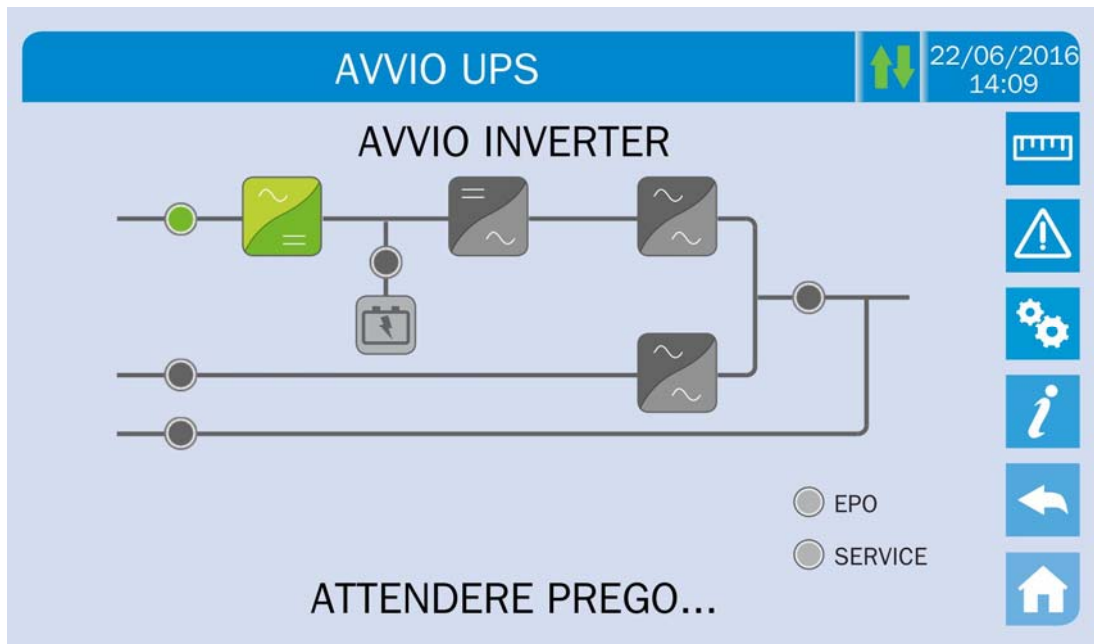 AVVIO UPS
22/06/2016
14:09
AVVIO INVERTER
EPO
SERVICE
ATTENDERE PREGO...